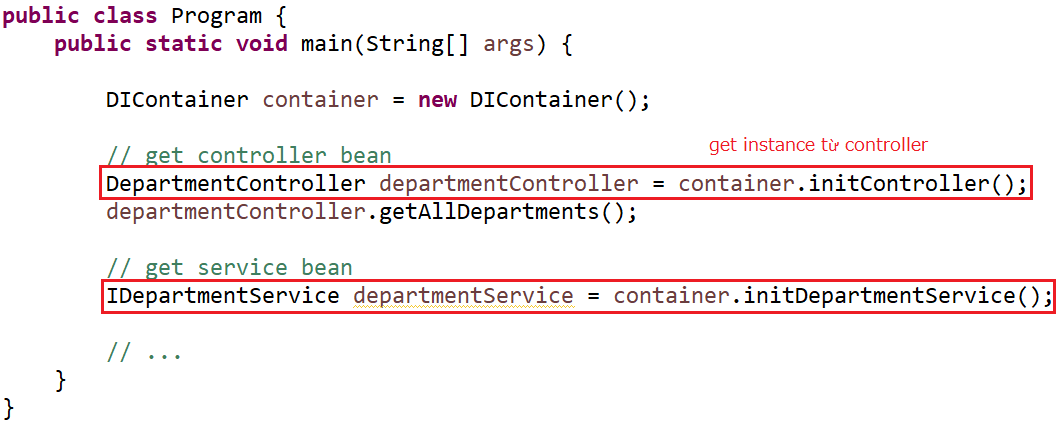 public class Program {
public static void main(String[] args) {
DIContainer container = new DIContainer();
// get controller bean
get instance từ controller
DepartmentController departmentController = container.initController();
departmentController.getAllDepartments();
// get service bean
IDepartmentService departmentService = container.initDepartmentService();
// ...
}
}